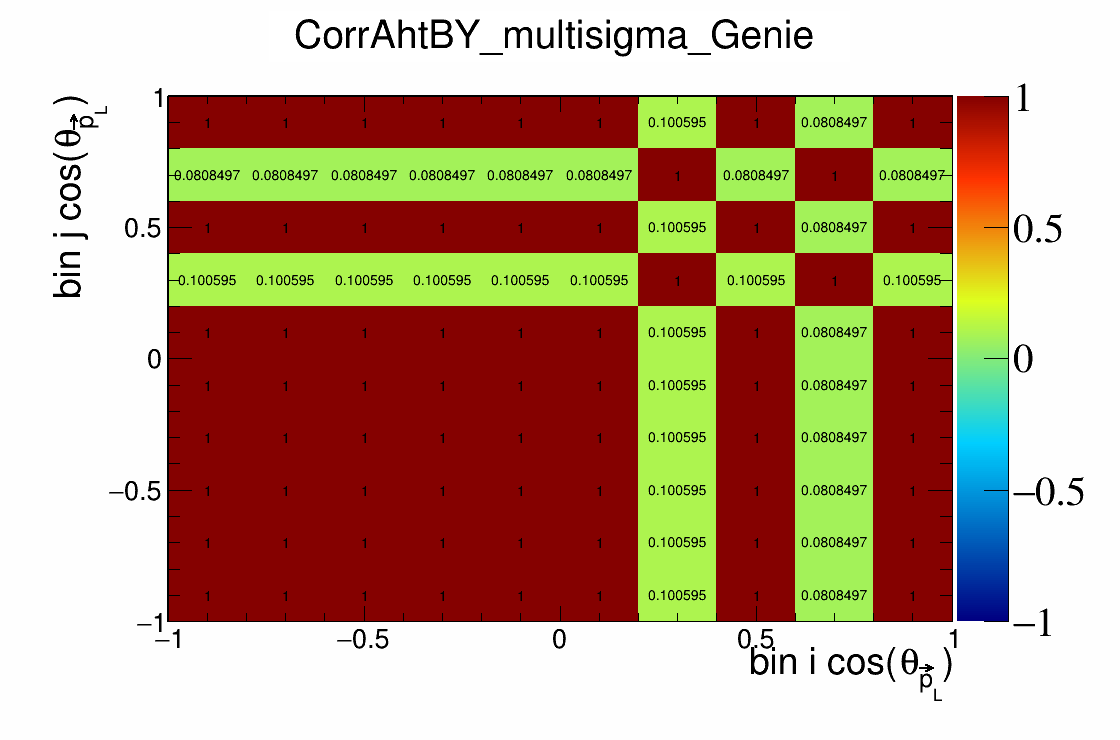 CorrAhtBY_multisigma_Genie
bin j cos(θ_p⃗_L)
1 1 1 1 1 1 1 0.100595 1 0.0808497 1 1
0.0808497 0.0808497 0.0808497 0.0808497 0.0808497 0.0808497 1 0.0808497 1 0.0808497
0.5 1 1 1 1 1 1 0.100595 1 0.0808497 1 0.5
0.100595 0.100595 0.100595 0.100595 0.100595 0.100595 1 0.100595 1 0.100595
1 1 1 1 1 1 0.100595 1 0.0808497 1
0 0
1 1 1 1 1 1 0.100595 1 0.0808497 1
1 1 1 1 1 1 0.100595 1 0.0808497 1
−0.5 1 1 1 1 1 1 0.100595 1 0.0808497 1 −0.5
1 1 1 1 1 1 0.100595 1 0.0808497 1
1 1 1 1 1 1 0.100595 1 0.0808497 1
−1 −1
−1 −0.5 0 0.5 1
bin i cos(θ_p⃗_L)